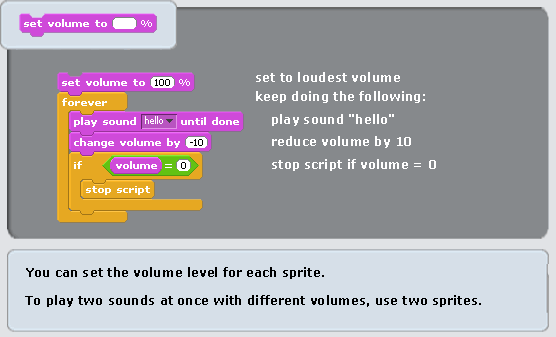 set volume to %
set volume to 100 %
forever
play sound hello until done
change volume by -10
if volume = 0
stop script
set to loudest volume
keep doing the following:
play sound "hello"
reduce volume by 10
stop script if volume = 0
You can set the volume level for each sprite.
To play two sounds at once with different volumes, use two sprites.